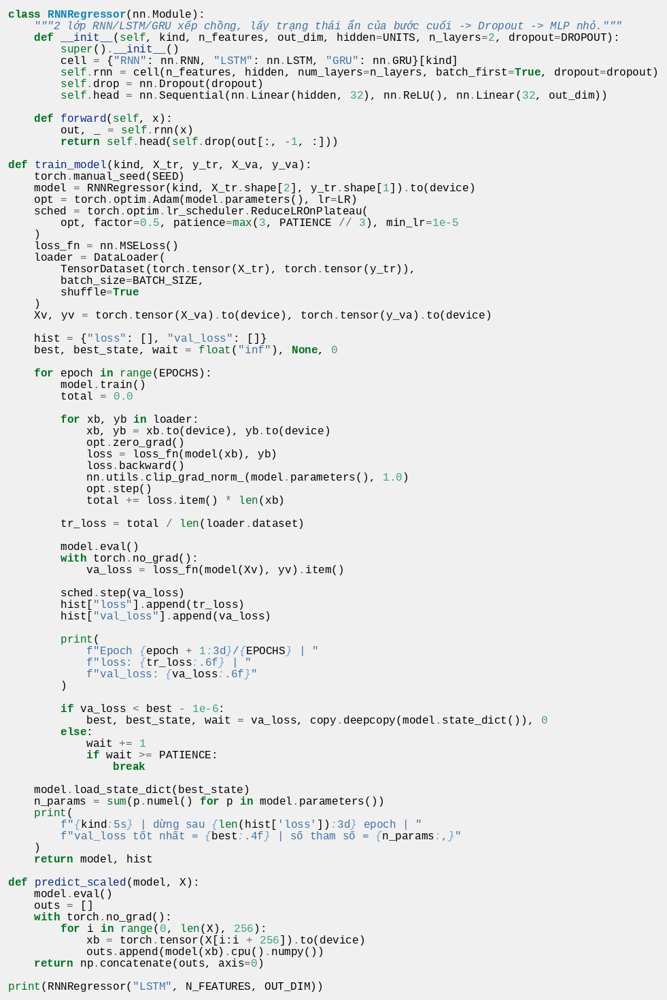 class RNNRegressor(nn.Module):
    """2 lớp RNN/LSTM/GRU xếp chồng, lấy trạng thái ẩn của bước cuối -> Dropout -> MLP nhỏ."""
    def __init__(self, kind, n_features, out_dim, hidden=UNITS, n_layers=2, dropout=DROPOUT):
        super().__init__()
        cell = {"RNN": nn.RNN, "LSTM": nn.LSTM, "GRU": nn.GRU}[kind]
        self.rnn = cell(n_features, hidden, num_layers=n_layers, batch_first=True, dropout=dropout)
        self.drop = nn.Dropout(dropout)
        self.head = nn.Sequential(nn.Linear(hidden, 32), nn.ReLU(), nn.Linear(32, out_dim))

    def forward(self, x):
        out, _ = self.rnn(x)
        return self.head(self.drop(out[:, -1, :]))

def train_model(kind, X_tr, y_tr, X_va, y_va):
    torch.manual_seed(SEED)
    model = RNNRegressor(kind, X_tr.shape[2], y_tr.shape[1]).to(device)
    opt = torch.optim.Adam(model.parameters(), lr=LR)
    sched = torch.optim.lr_scheduler.ReduceLROnPlateau(
        opt, factor=0.5, patience=max(3, PATIENCE // 3), min_lr=1e-5
    )
    loss_fn = nn.MSELoss()
    loader = DataLoader(
        TensorDataset(torch.tensor(X_tr), torch.tensor(y_tr)),
        batch_size=BATCH_SIZE,
        shuffle=True
    )
    Xv, yv = torch.tensor(X_va).to(device), torch.tensor(y_va).to(device)

    hist = {"loss": [], "val_loss": []}
    best, best_state, wait = float("inf"), None, 0

    for epoch in range(EPOCHS):
        model.train()
        total = 0.0

        for xb, yb in loader:
            xb, yb = xb.to(device), yb.to(device)
            opt.zero_grad()
            loss = loss_fn(model(xb), yb)
            loss.backward()
            nn.utils.clip_grad_norm_(model.parameters(), 1.0)
            opt.step()
            total += loss.item() * len(xb)

        tr_loss = total / len(loader.dataset)

        model.eval()
        with torch.no_grad():
            va_loss = loss_fn(model(Xv), yv).item()

        sched.step(va_loss)
        hist["loss"].append(tr_loss)
        hist["val_loss"].append(va_loss)

        print(
            f"Epoch {epoch + 1:3d}/{EPOCHS} | "
            f"loss: {tr_loss:.6f} | "
            f"val_loss: {va_loss:.6f}"
        )

        if va_loss < best - 1e-6:
            best, best_state, wait = va_loss, copy.deepcopy(model.state_dict()), 0
        else:
            wait += 1
            if wait >= PATIENCE:
                break

    model.load_state_dict(best_state)
    n_params = sum(p.numel() for p in model.parameters())
    print(
        f"{kind:5s} | dừng sau {len(hist['loss']):3d} epoch | "
        f"val_loss tốt nhất = {best:.4f} | số tham số = {n_params:,}"
    )
    return model, hist

def predict_scaled(model, X):
    model.eval()
    outs = []
    with torch.no_grad():
        for i in range(0, len(X), 256):
            xb = torch.tensor(X[i:i + 256]).to(device)
            outs.append(model(xb).cpu().numpy())
    return np.concatenate(outs, axis=0)

print(RNNRegressor("LSTM", N_FEATURES, OUT_DIM))